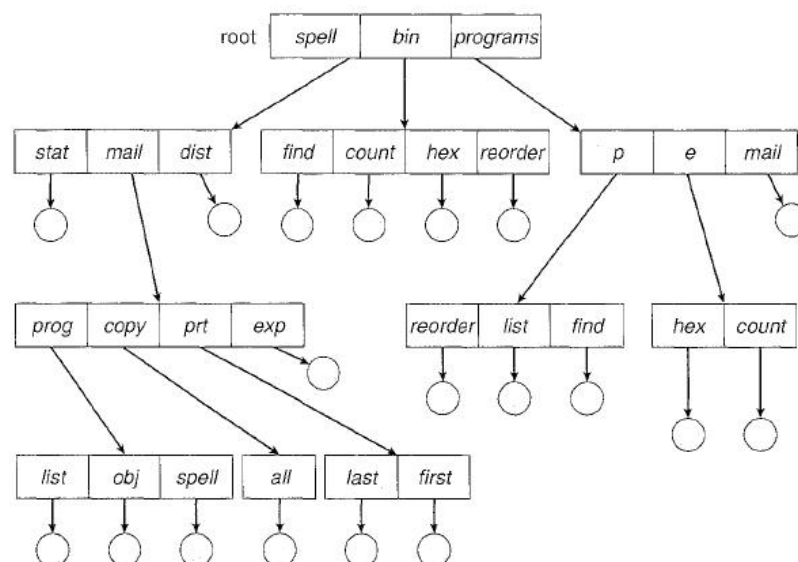 root spell bin programs
stat mail dist find count hex reorder p e mail
prog copy prt exp reorder list find hex count
list obj spell all last first